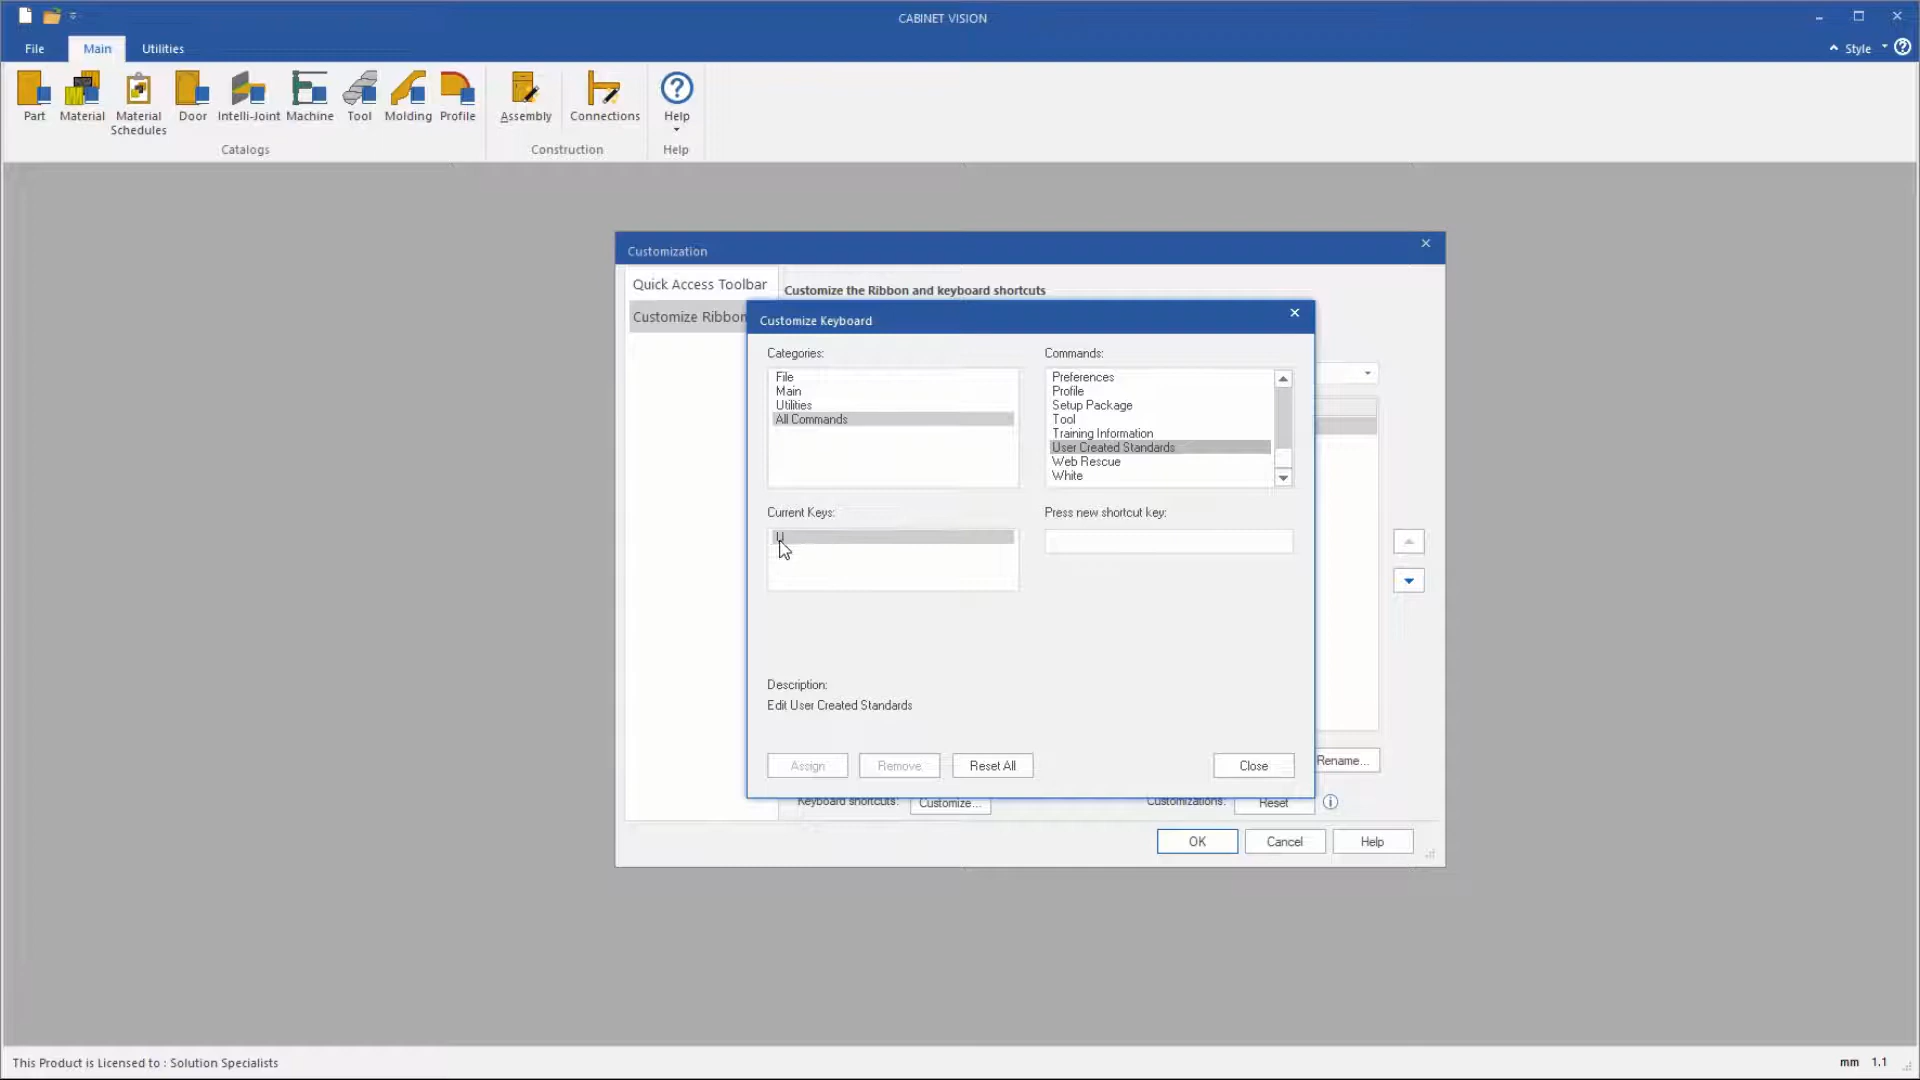 CABINET VISION
File
Main
Utilities
Style
Part
Material
Material
Schedules
Door
Intelli-Joint
Machine
Tool
Molding
Profile
Assembly
Connections
Help
Catalogs
Construction
Help
Customization
Quick Access Toolbar
Customize Ribbon
Customize the Ribbon and keyboard shortcuts
Customize Keyboard
Categories:
File
Main
Utilities
All Commands
Commands:
Preferences
Profile
Setup Package
Tool
Training Information
User Created Standards
Web Rescue
White
Current Keys:
U
Press new shortcut key:
Description:
Edit User Created Standards
Assign
Remove
Reset All
Close
Rename...
Keyboard shortcuts:
Customize...
Customizations:
Reset
OK
Cancel
Help
This Product is Licensed to : Solution Specialists
mm 1.1